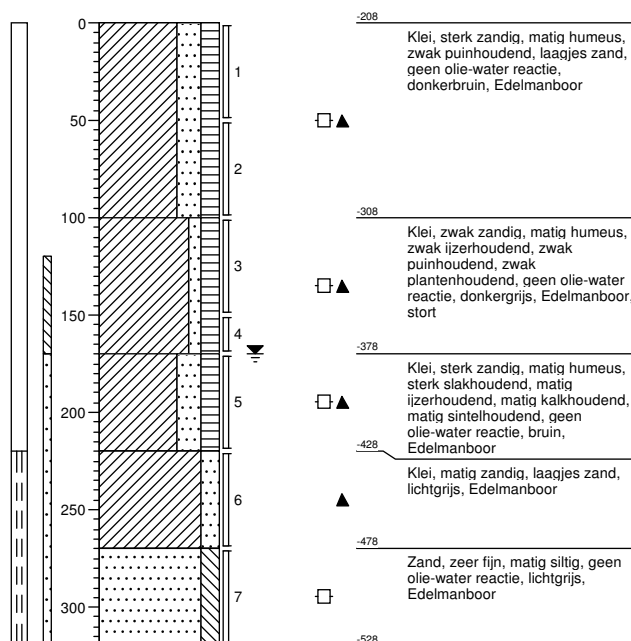 0
50
100
150
200
250
300
1
2
3
4
5
6
7
-208
Klei, sterk zandig, matig humeus,
zwak puinhoudend, laagjes zand,
geen olie-water reactie,
donkerbruin, Edelmanboor
-308
Klei, zwak zandig, matig humeus,
zwak ijzerhoudend, zwak
puinhoudend, zwak
plantenhoudend, geen olie-water
reactie, donkergrijs, Edelmanboor,
stort
-378
Klei, sterk zandig, matig humeus,
sterk slakhoudend, matig
ijzerhoudend, matig kalkhoudend,
matig sintelhoudend, geen
olie-water reactie, bruin,
Edelmanboor
-428
Klei, matig zandig, laagjes zand,
lichtgrijs, Edelmanboor
-478
Zand, zeer fijn, matig siltig, geen
olie-water reactie, lichtgrijs,
Edelmanboor
-528